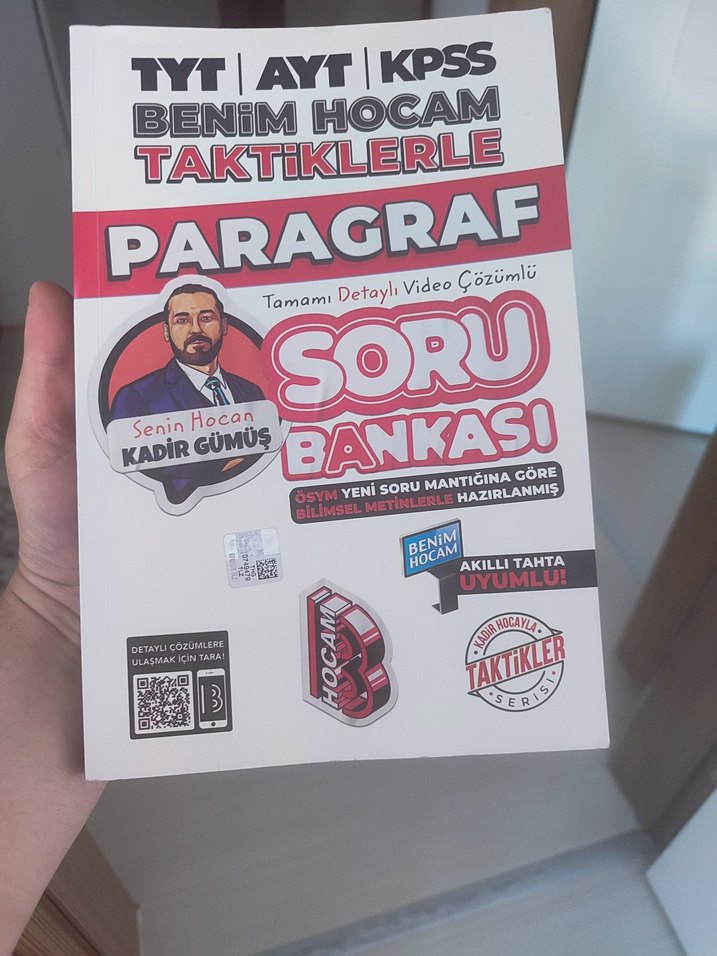 TYT | AYT | KPSS
BENİM HOCAM
TAKTİKLERLE
PARAGRAF
Tamamı Detaylı Video Çözümlü
SORU
BANKASI
Senin Hocan
KADİR GÜMÜŞ
ÖSYM YENİ SORU MANTIĞINA GÖRE
BİLİMSEL METİNLERLE HAZIRLANMIŞ
BENİM
HOCAM
AKILLI TAHTA
UYUMLU!
DETAYLI ÇÖZÜMLERE
ULAŞMAK İÇİN TARA!
B
HOCAM
KADİR HOCAYLA
TAKTİKLER
SERİSİ